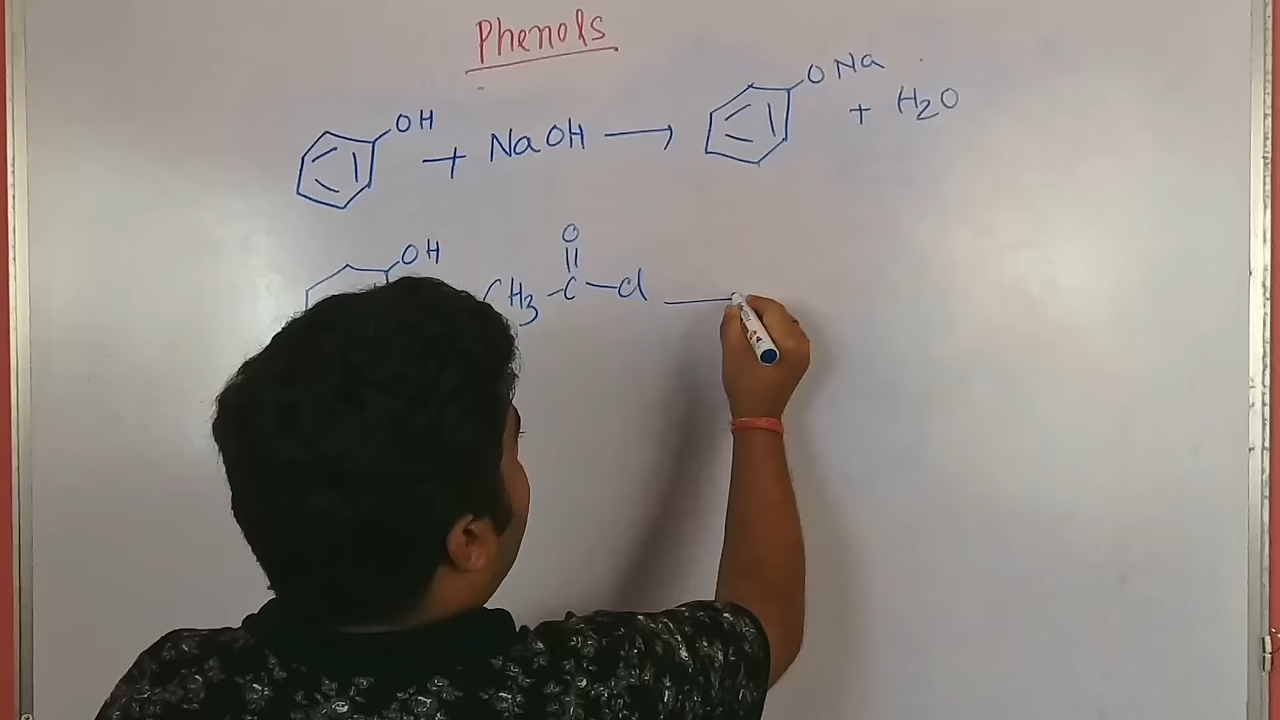 Phenols
OH + NaOH → ONa + H2O
OH CH3 - C - Cl
O